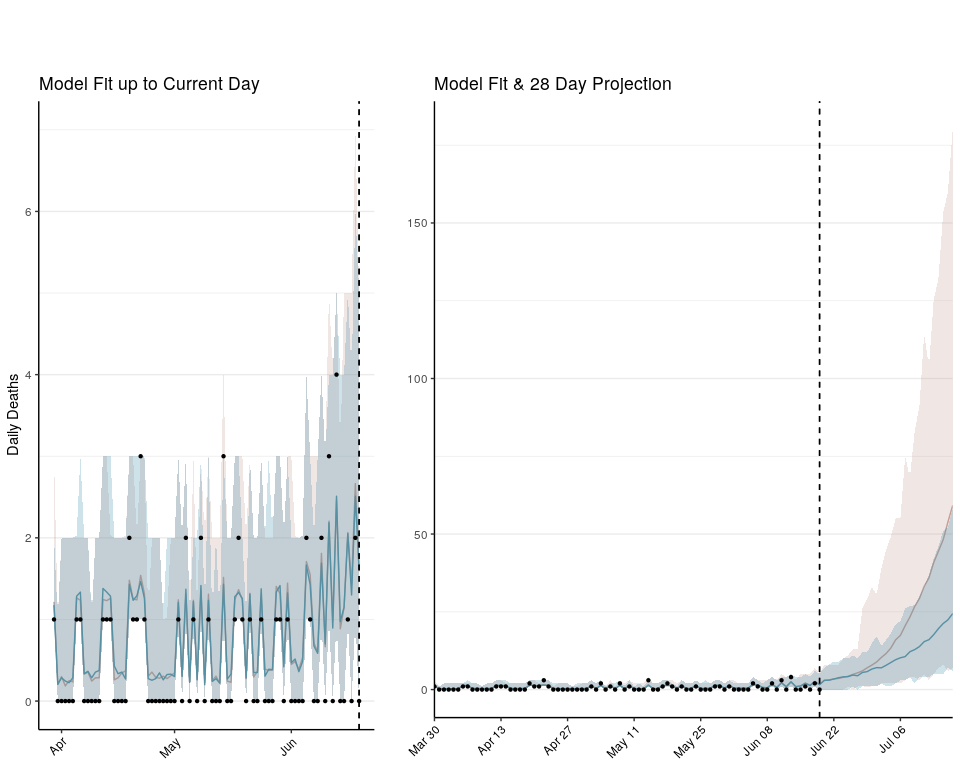 Model Fit up to Current Day
Daily Deaths
6
4
2
0
Apr
May
Jun
Model Fit & 28 Day Projection
150
100
50
0
Mar 30
Apr 13
Apr 27
May 11
May 25
Jun 08
Jun 22
Jul 06